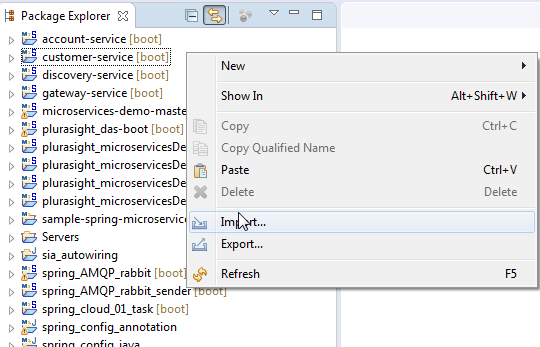 Package Explorer
account-service [boot]
customer-service [boot]
discovery-service [boot]
gateway-service [boot]
microservices-demo-maste
plurasight_das-boot [boot]
plurasight_microservicesDe
plurasight_microservicesDe
plurasight_microservicesDe
plurasight_microservicesDe
sample-spring-microservice
Servers
sia_autowiring
spring_AMQP_rabbit [boot]
spring_AMQP_rabbit_sender [boot]
spring_cloud_01_task [boot]
spring_config_annotation
spring_config_java
New
Show In Alt+Shift+W
Copy Ctrl+C
Copy Qualified Name
Paste Ctrl+V
Delete Delete
Import...
Export...
Refresh F5